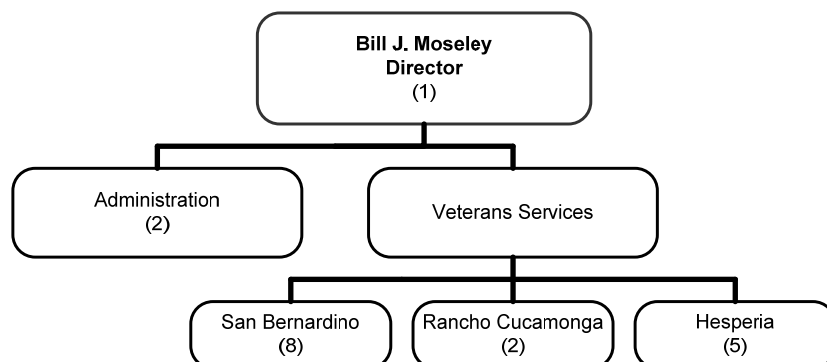 Bill J. Moseley
Director
(1)
Administration
(2)
Veterans Services
San Bernardino
(8)
Rancho Cucamonga
(2)
Hesperia
(5)